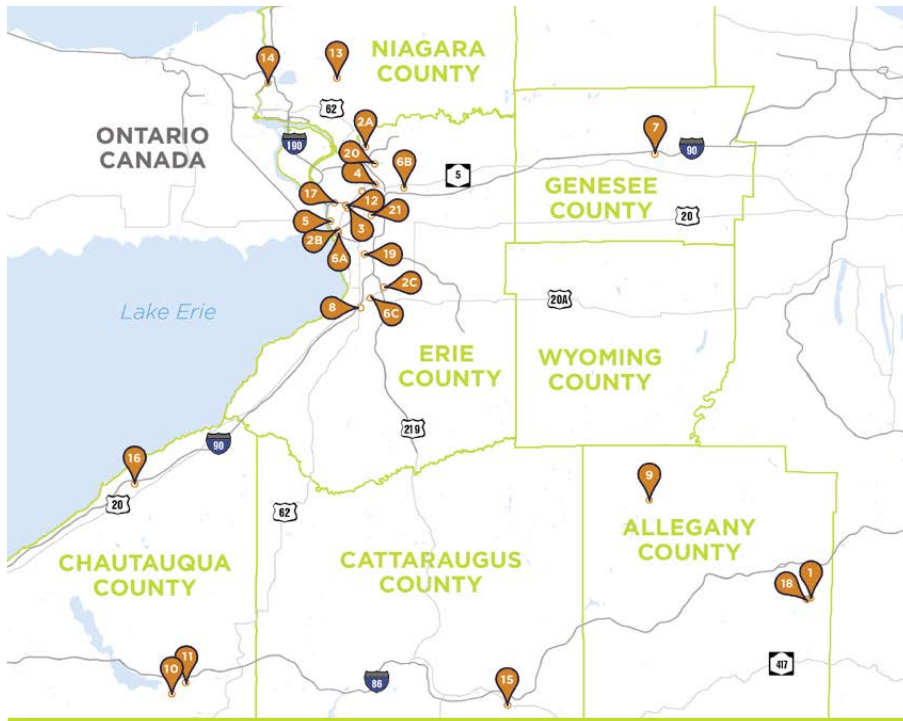 14
13
NIAGARA
COUNTY
62
ONTARIO
CANADA
190
2A
20
4
6B
5
7
90
GENESEE
COUNTY
20
17
12
21
5
3
2B
6A
19
2C
8
6C
20A
Lake Erie
ERIE
COUNTY
WYOMING
COUNTY
219
90
16
20
62
9
ALLEGANY
COUNTY
CHAUTAUQUA
COUNTY
CATTARAUGUS
COUNTY
18
1
10
11
86
15
417